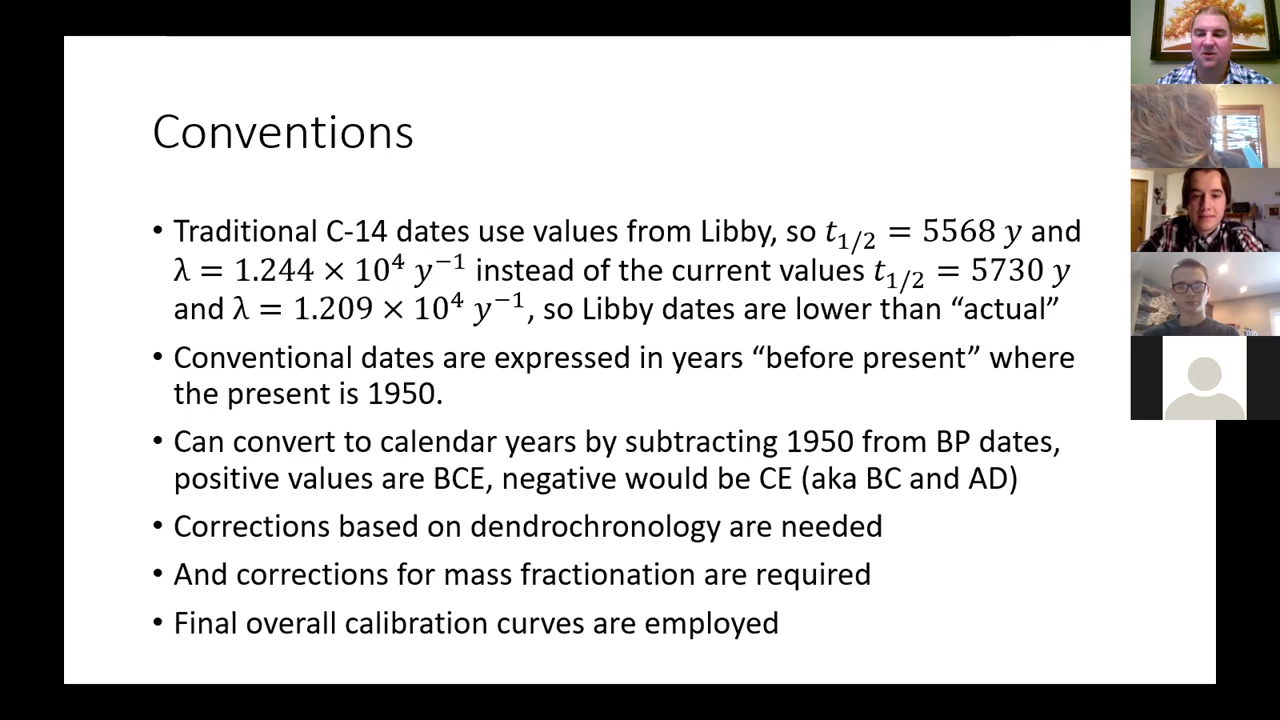 Conventions
• Traditional C-14 dates use values from Libby, so t₁/₂ = 5568 y and
λ = 1.244 × 10⁴ y⁻¹ instead of the current values t₁/₂ = 5730 y
and λ = 1.209 × 10⁴ y⁻¹, so Libby dates are lower than “actual”
• Conventional dates are expressed in years “before present” where
the present is 1950.
• Can convert to calendar years by subtracting 1950 from BP dates,
positive values are BCE, negative would be CE (aka BC and AD)
• Corrections based on dendrochronology are needed
• And corrections for mass fractionation are required
• Final overall calibration curves are employed